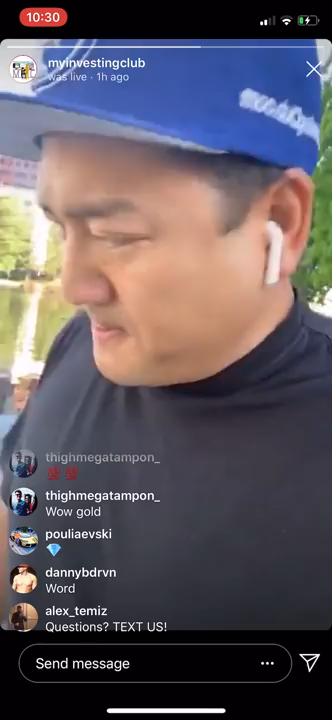 10:30
myinvestingclub
was live · 1h ago
thighmegatampon_
💯 💯
thighmegatampon_
Wow gold
pouliaevski
💎
dannybdrvn
Word
alex_temiz
Questions? TEXT US!
Send message